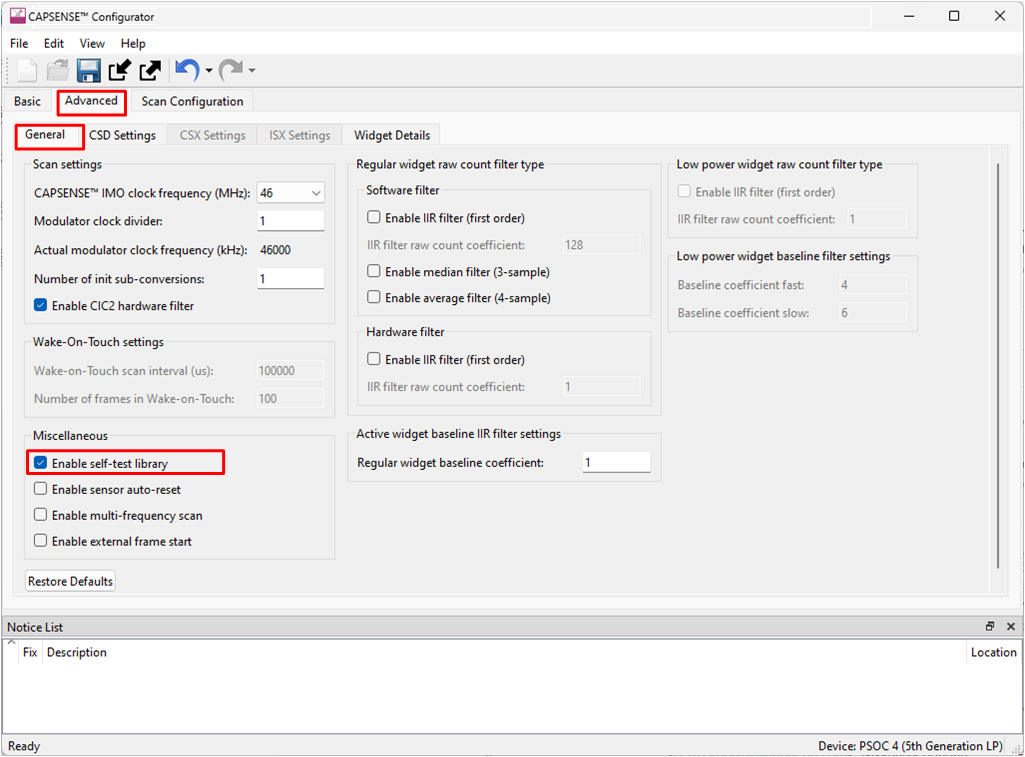 CAPSENSE™ Configurator
File Edit View Help
Basic Advanced Scan Configuration
General CSD Settings CSX Settings ISX Settings Widget Details
Scan settings
CAPSENSE™ IMO clock frequency (MHz): 46
Modulator clock divider: 1
Actual modulator clock frequency (kHz): 46000
Number of init sub-conversions: 1
Enable CIC2 hardware filter
Wake-On-Touch settings
Wake-on-Touch scan interval (us): 100000
Number of frames in Wake-on-Touch: 100
Miscellaneous
Enable self-test library
Enable sensor auto-reset
Enable multi-frequency scan
Enable external frame start
Restore Defaults
Regular widget raw count filter type
Software filter
Enable IIR filter (first order)
IIR filter raw count coefficient: 128
Enable median filter (3-sample)
Enable average filter (4-sample)
Hardware filter
Enable IIR filter (first order)
IIR filter raw count coefficient: 1
Active widget baseline IIR filter settings
Regular widget baseline coefficient: 1
Low power widget raw count filter type
Enable IIR filter (first order)
IIR filter raw count coefficient: 1
Low power widget baseline filter settings
Baseline coefficient fast: 4
Baseline coefficient slow: 6
Notice List
Fix Description Location
Ready Device: PSOC 4 (5th Generation LP)